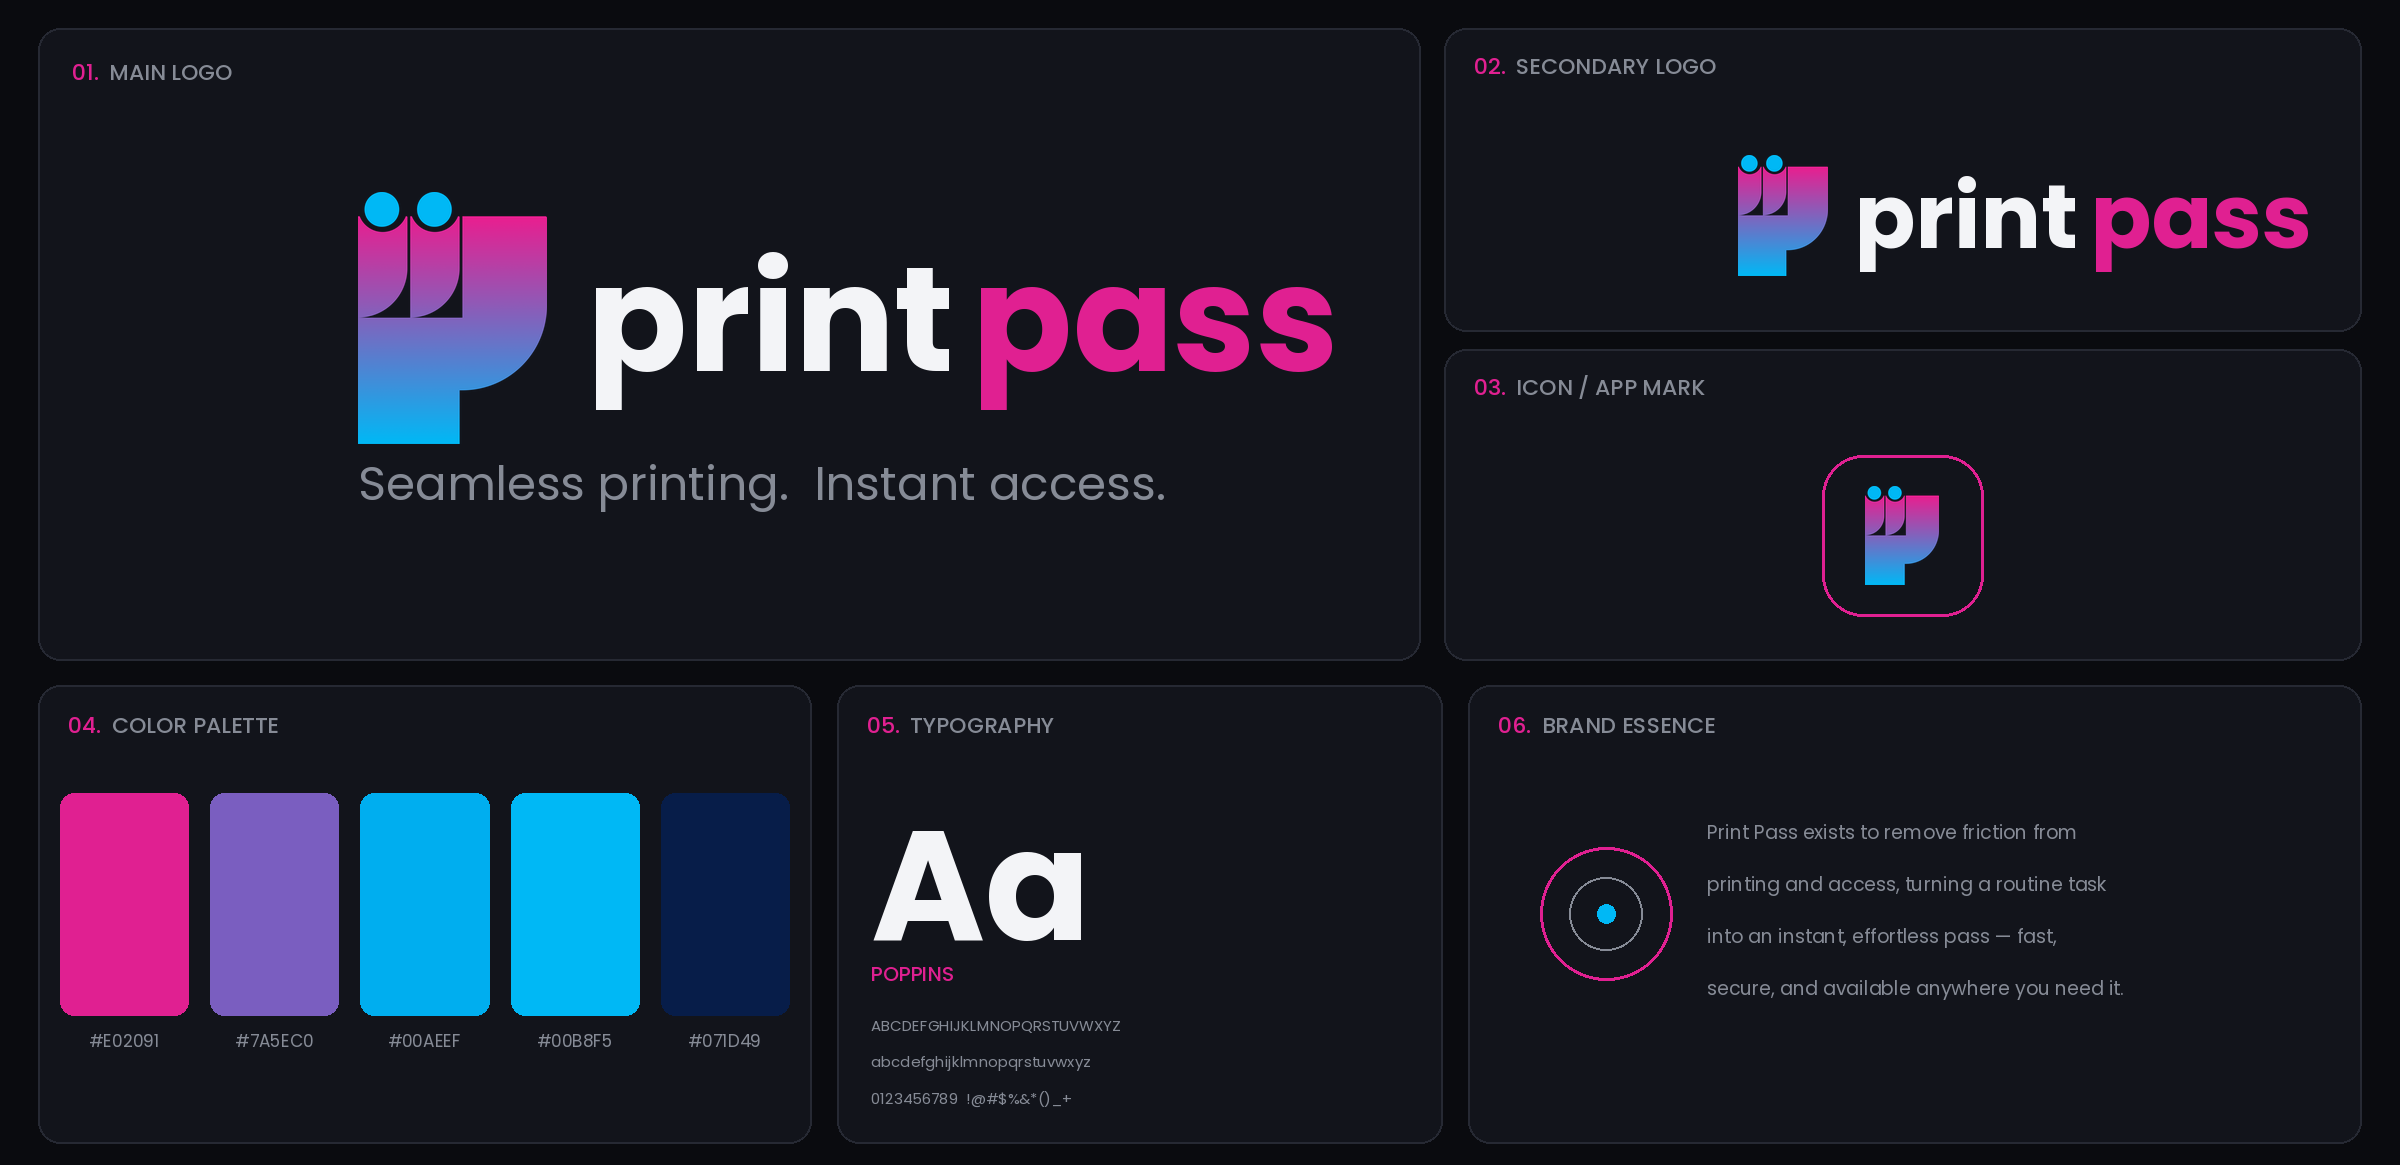 01. MAIN LOGO
print pass
Seamless printing. Instant access.
02. SECONDARY LOGO
print pass
03. ICON / APP MARK
04. COLOR PALETTE
#E02091 #7A5EC0 #00AEEF #00B8F5 #071D49
05. TYPOGRAPHY
Aa
POPPINS
ABCDEFGHIJKLMNOPQRSTUVWXYZ
abcdefghijklmnopqrstuvwxyz
0123456789 !@#$%&*()_+
06. BRAND ESSENCE
Print Pass exists to remove friction from
printing and access, turning a routine task
into an instant, effortless pass — fast,
secure, and available anywhere you need it.